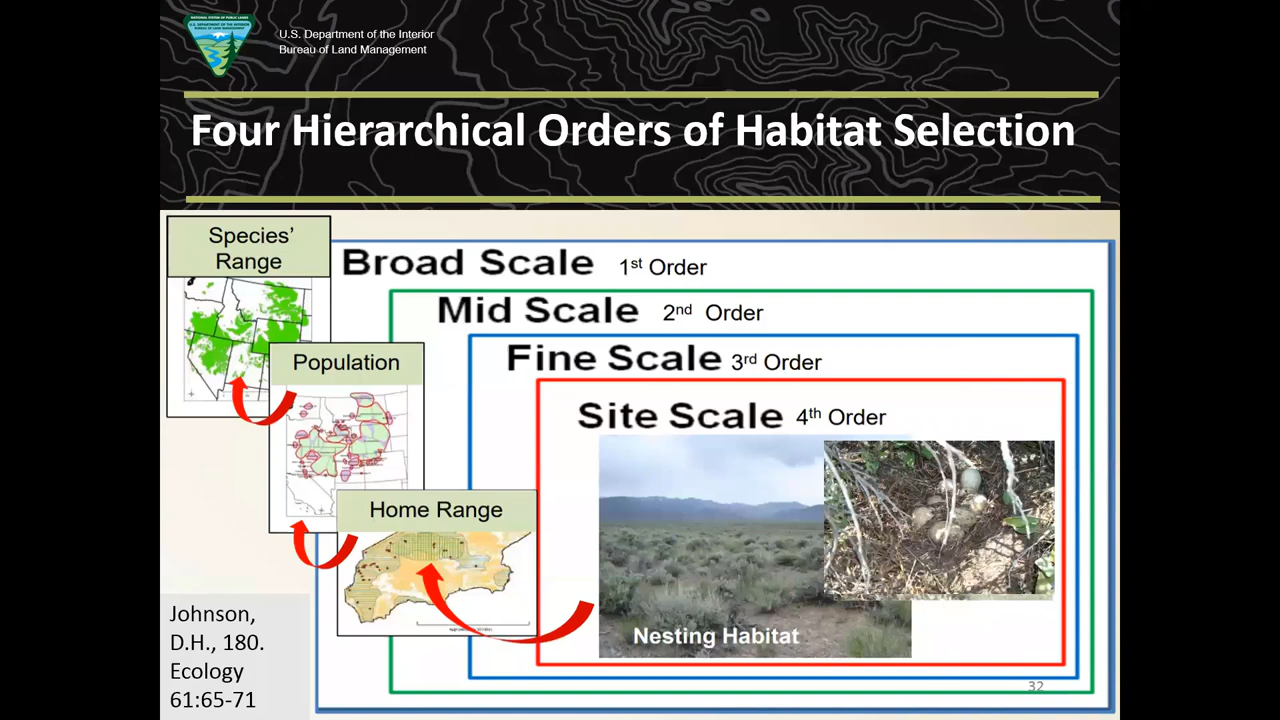 U.S. Department of the Interior
Bureau of Land Management
Four Hierarchical Orders of Habitat Selection
Species’
Range
Broad Scale 1st Order
Mid Scale 2nd Order
Population
Fine Scale 3rd Order
Site Scale 4th Order
Home Range
Nesting Habitat
Johnson,
D.H., 180.
Ecology
61:65-71
32